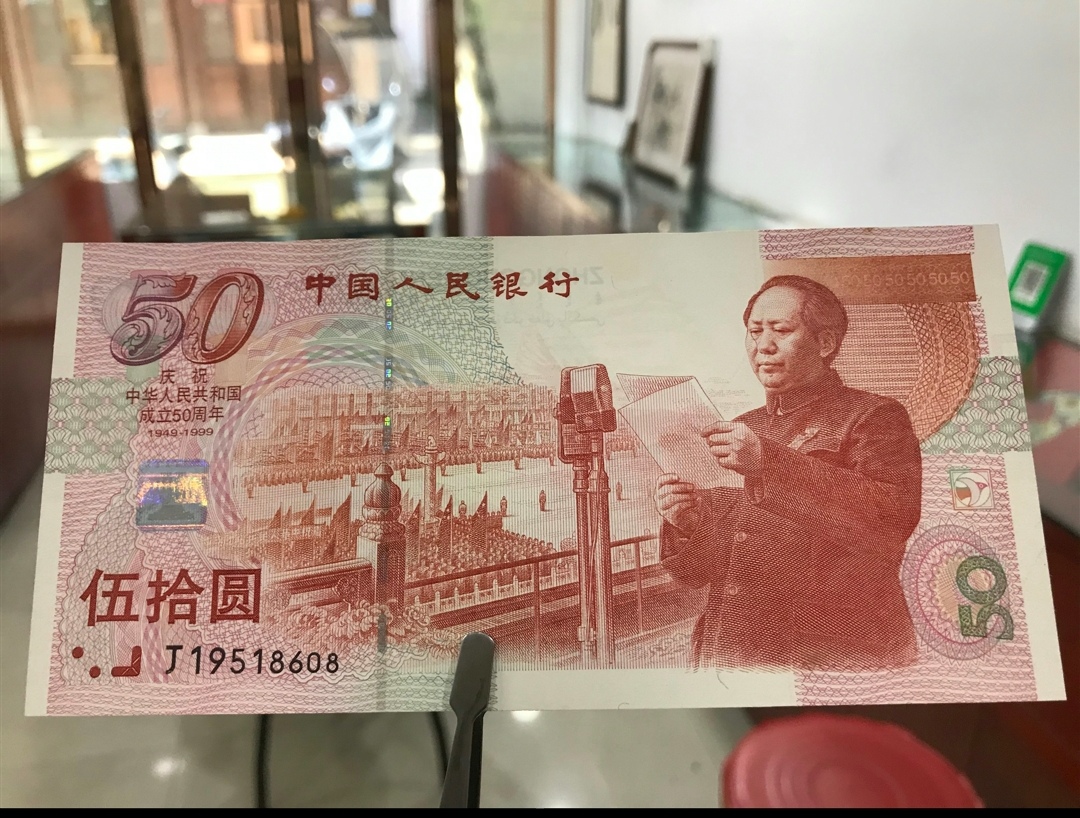 50
中国人民银行
庆祝
中华人民共和国
成立50周年
1949-1999
伍拾圆
J19518608
50